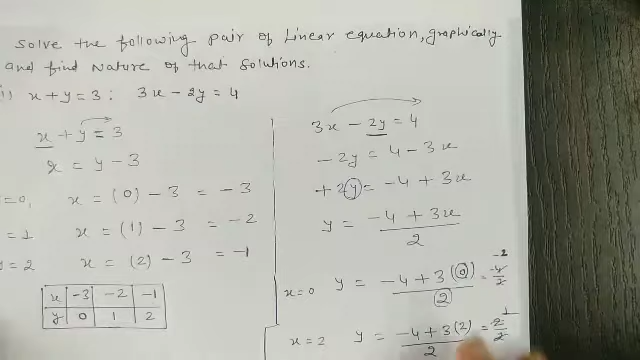 Solve the following pair of Linear equation, graphically
and find Nature of that Solutions.
i) x+y=3 : 3x-2y=4
x + y = 3
x = y - 3
=0, x = (0) - 3 = -3
=1 x = (1) - 3 = -2
y=2 x = (2) - 3 = -1
x -3 -2 -1
y 0 1 2
3x - 2y = 4
-2y = 4 - 3x
+2y = -4 + 3x
y = -4 + 3x / 2
x=0 y = -4 + 3(0) / 2 = -4/2 -2
x=2 y = -4 + 3(2) / 2 = 2/2 1